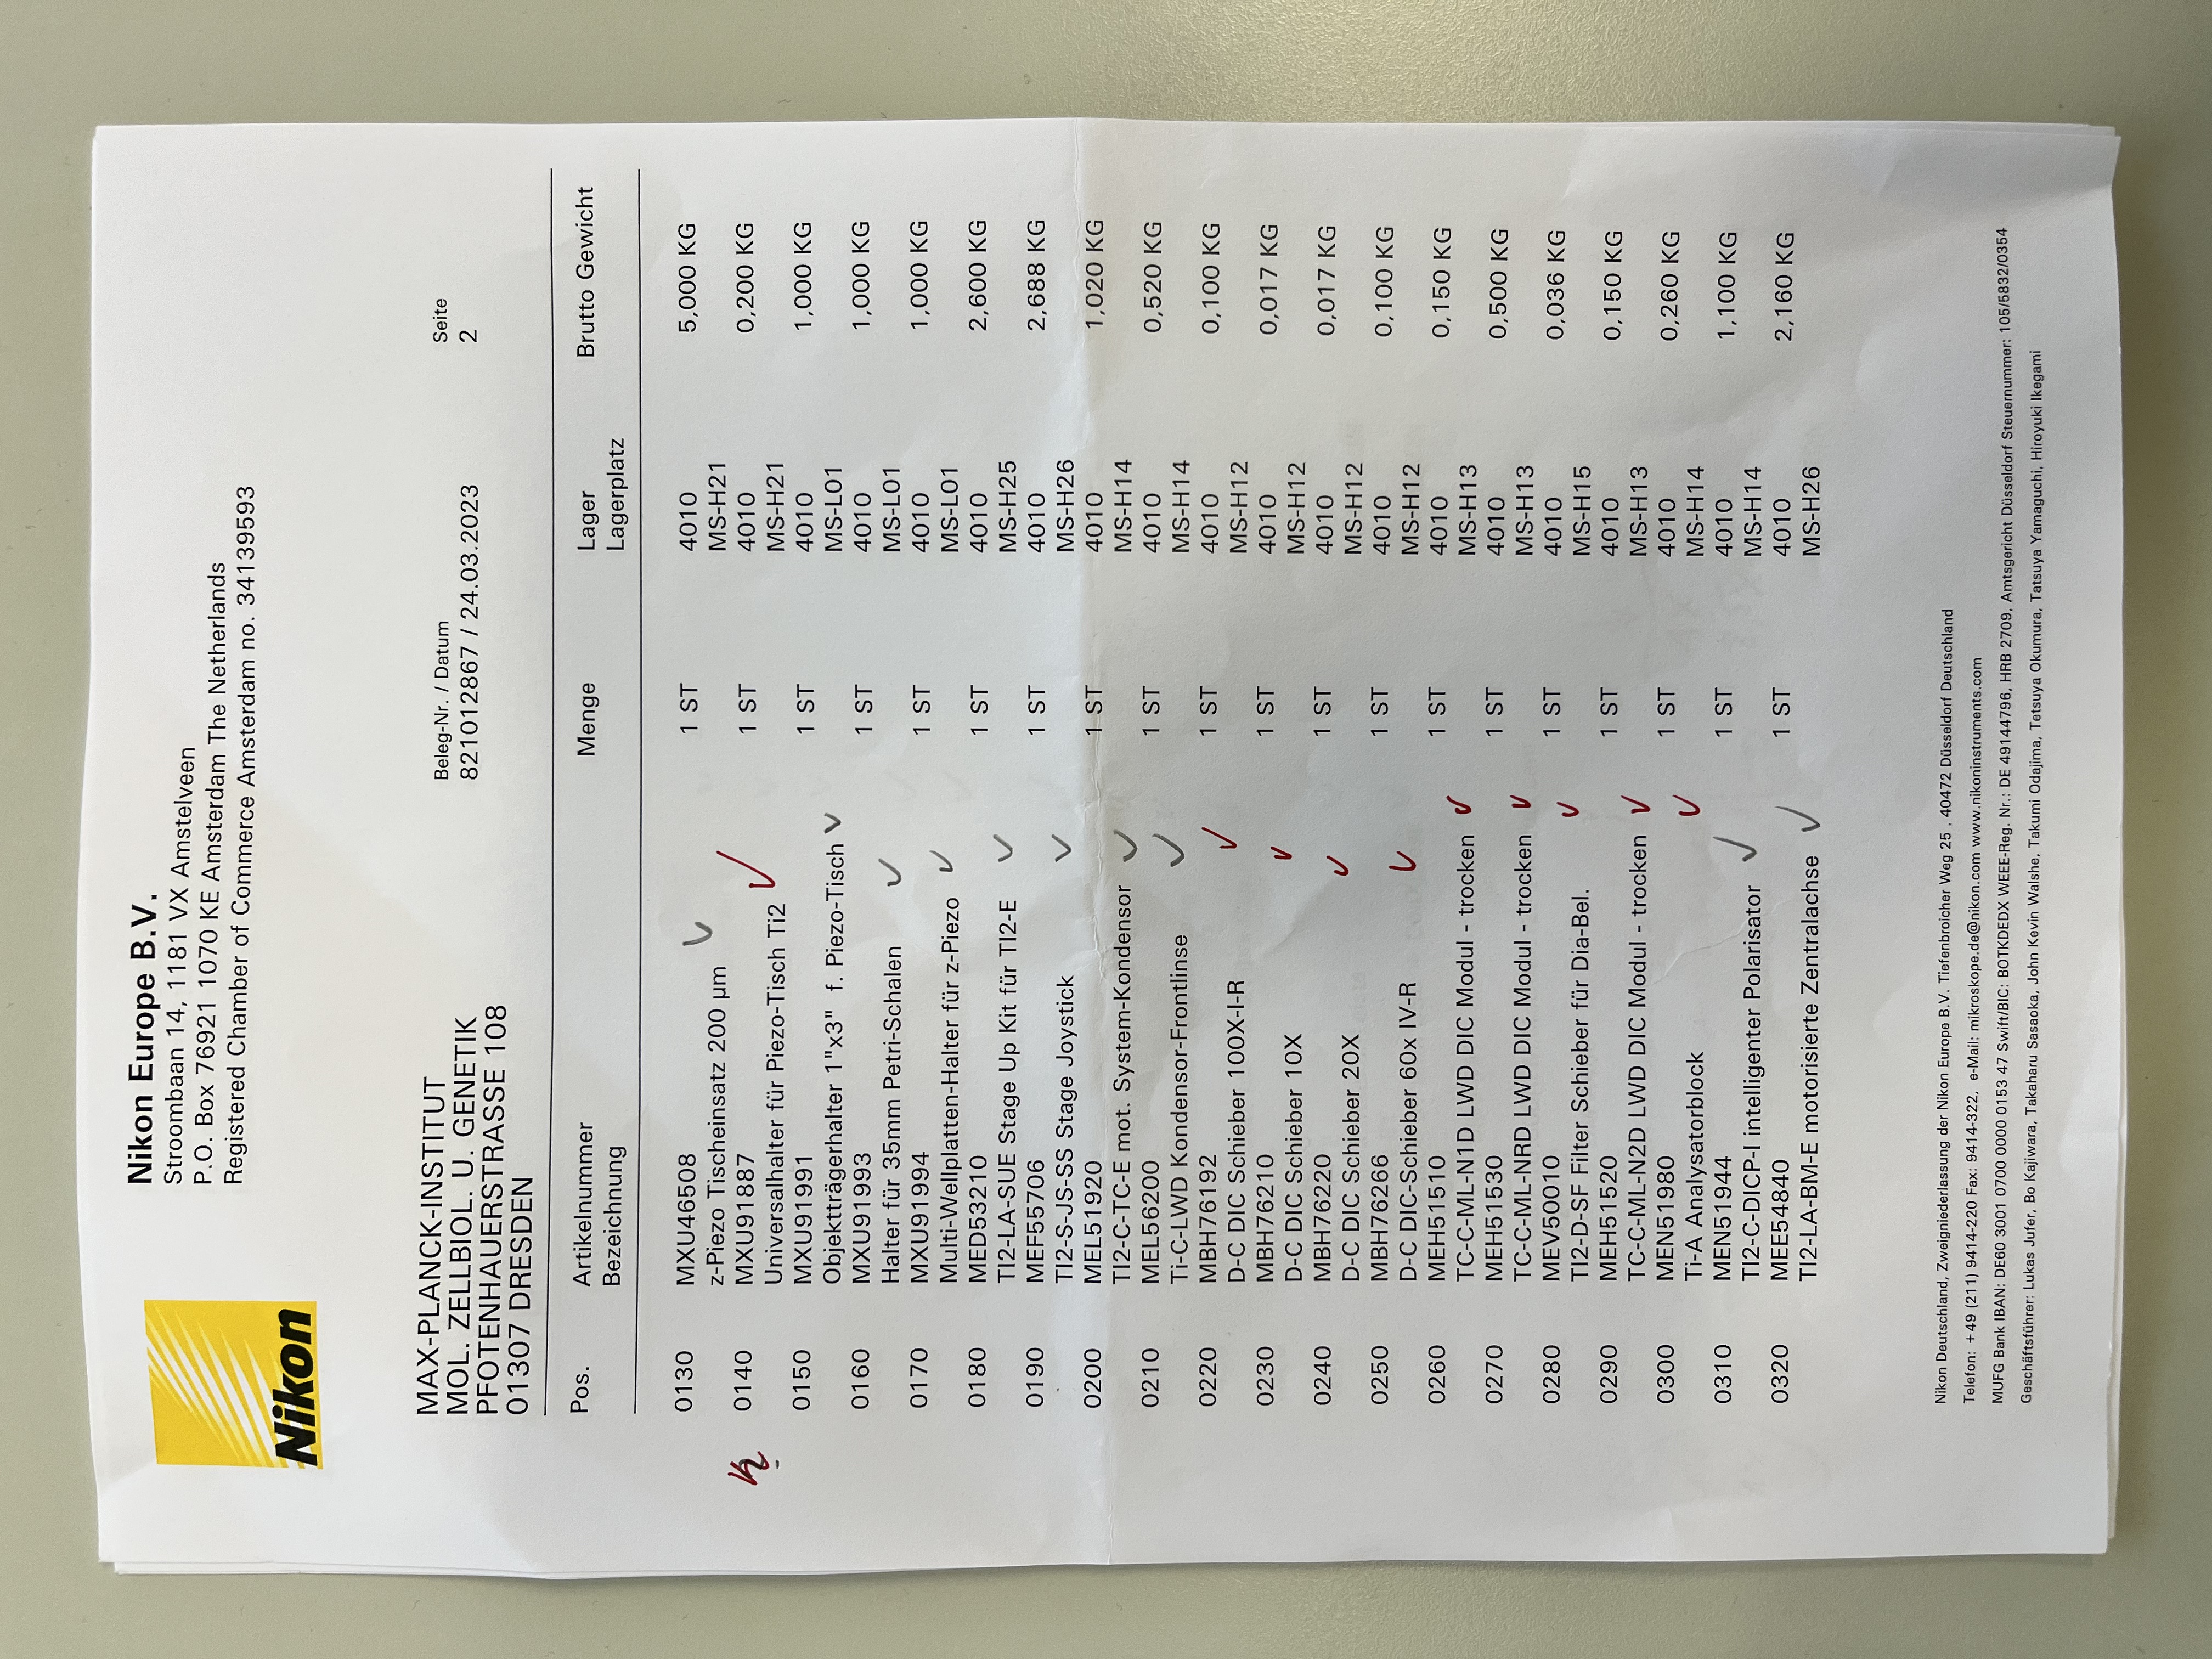 Nikon
Nikon Europe B.V.
Stroombaan 14, 1181 VX Amstelveen
P.O. Box 76921 1070 KE Amsterdam The Netherlands
Registered Chamber of Commerce Amsterdam no. 34139593
MAX-PLANCK-INSTITUT
MOL. ZELLBIOL. U. GENETIK
PFOTENHAUERSTRASSE 108
01307 DRESDEN
Beleg-Nr. / Datum
821012867 / 24.03.2023
Seite
2
Pos. Artikelnummer Menge Lager Brutto Gewicht
Bezeichnung Lagerplatz
0130 MXU46508 1 ST 4010 5,000 KG
z-Piezo Tischeinsatz 200 µm MS-H21
0140 MXU91887 1 ST 4010 0,200 KG
Universalhalter für Piezo-Tisch Ti2 MS-H21
0150 MXU91991 1 ST 4010 1,000 KG
Objektträgerhalter 1"x3" f. Piezo-Tisch MS-L01
0160 MXU91993 1 ST 4010 1,000 KG
Halter für 35mm Petri-Schalen MS-L01
0170 MXU91994 1 ST 4010 1,000 KG
Multi-Wellplatten-Halter für z-Piezo MS-L01
0180 MED53210 1 ST 4010 2,600 KG
TI2-LA-SUE Stage Up Kit für TI2-E MS-H25
0190 MEF55706 1 ST 4010 2,688 KG
TI2-S-JS-SS Stage Joystick MS-H26
0200 MEL51920 1 ST 4010 1,020 KG
TI2-C-TC-E mot. System-Kondensor MS-H14
0210 MEL56200 1 ST 4010 0,520 KG
Ti-C-LWD Kondensor-Frontlinse MS-H14
0220 MBH76192 1 ST 4010 0,100 KG
D-C DIC Schieber 100X-I-R MS-H12
0230 MBH76210 1 ST 4010 0,017 KG
D-C DIC Schieber 10X MS-H12
0240 MBH76220 1 ST 4010 0,017 KG
D-C DIC Schieber 20X MS-H12
0250 MBH76266 1 ST 4010 0,100 KG
D-C DIC-Schieber 60x IV-R MS-H12
0260 MEH51510 1 ST 4010 0,150 KG
TC-C-ML-N1D LWD DIC Modul - trocken MS-H13
0270 MEH51530 1 ST 4010 0,500 KG
TC-C-ML-NRD LWD DIC Modul - trocken MS-H13
0280 MEV50010 1 ST 4010 0,036 KG
TI2-D-SF Filter Schieber für Dia-Bel. MS-H15
0290 MEH51520 1 ST 4010 0,150 KG
TC-C-ML-N2D LWD DIC Modul - trocken MS-H13
0300 MEN51980 1 ST 4010 0,260 KG
Ti-A Analysatorblock MS-H14
0310 MEN51944 1 ST 4010 1,100 KG
TI2-C-DICP-I intelligenter Polarisator MS-H14
0320 MEE54840 1 ST 4010 2,160 KG
TI2-LA-BM-E motorisierte Zentralachse MS-H26
Nikon Deutschland, Zweigniederlassung der Nikon Europe B.V. Tiefenbroicher Weg 25 . 40472 Düsseldorf Deutschland
Telefon: +49 (211) 9414-220 Fax: 9414-322, e-Mail: mikroskope.de@nikon.com www.nikoninstruments.com
MUFG Bank IBAN: DE60 3001 0700 0000 0153 47 Swift/BIC: BOTKDEDX WEEE-Reg. Nr.: DE 49144796, HRB 2709, Amtsgericht Düsseldorf Steuernummer: 105/5832/0354
Geschäftsführer: Lukas Jufer, Bo Kajiwara, Takaharu Sasaoka, John Kevin Walshe, Takumi Odajima, Tetsuya Okumura, Tatsuya Yamaguchi, Hiroyuki Ikegami